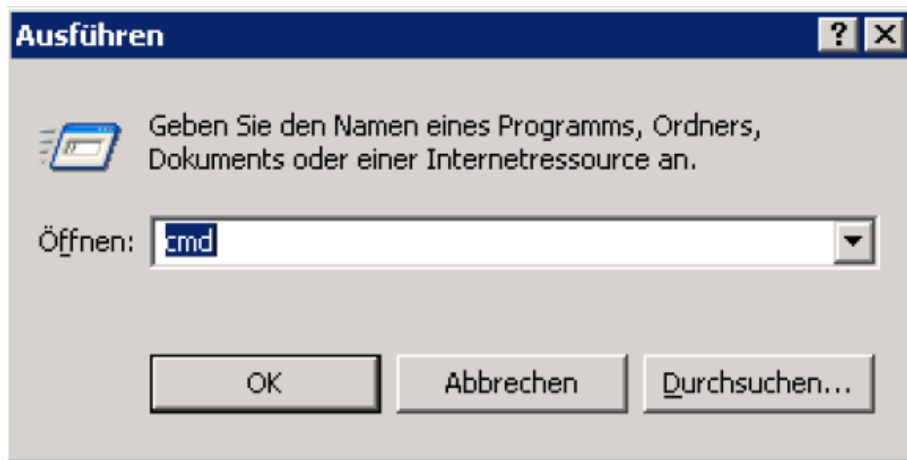 Ausführen
Geben Sie den Namen eines Programms, Ordners,
Dokuments oder einer Internetressource an.
Öffnen: cmd
OK Abbrechen Durchsuchen...